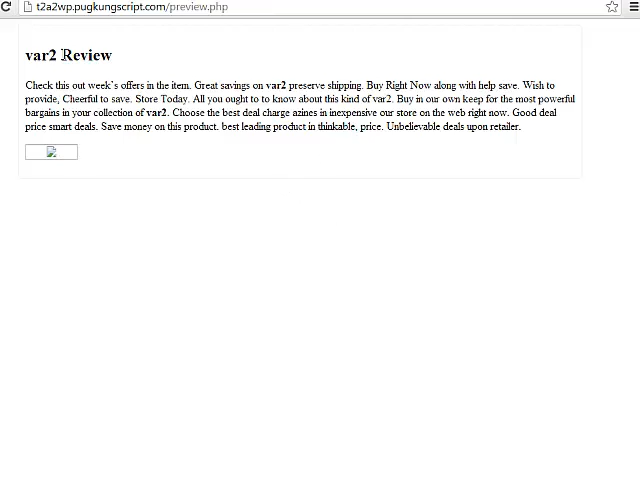 t2a2wp.pugkungscript.com/preview.php
var2 Review
Check this out week's offers in the item. Great savings on var2 preserve shipping. Buy Right Now along with help save. Wish to
provide, Cheerful to save. Store Today. All you ought to to know about this kind of var2. Buy in our own keep for the most powerful
bargains in your collection of var2. Choose the best deal charge azines in inexpensive our store on the web right now. Good deal
price smart deals. Save money on this product. best leading product in thinkable, price. Unbelievable deals upon retailer.